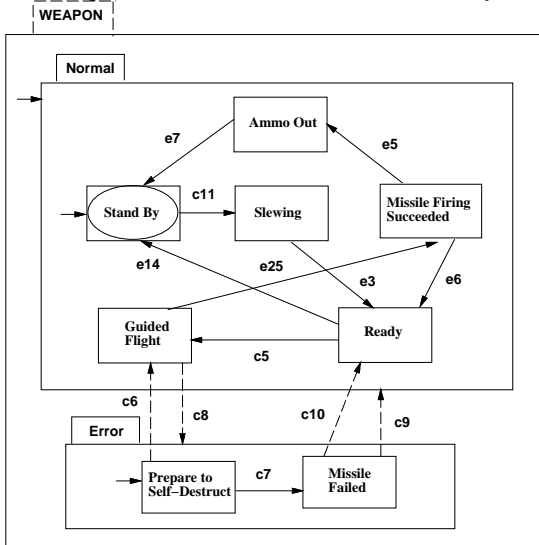 WEAPON
Normal
Ammo Out
e7
e5
Stand By
c11
Slewing
Missile Firing
Succeeded
e14
e25
e3
e6
Guided
Flight
c5
Ready
c6
c8
c10
c9
Error
Prepare to
Self–Destruct
c7
Missile
Failed